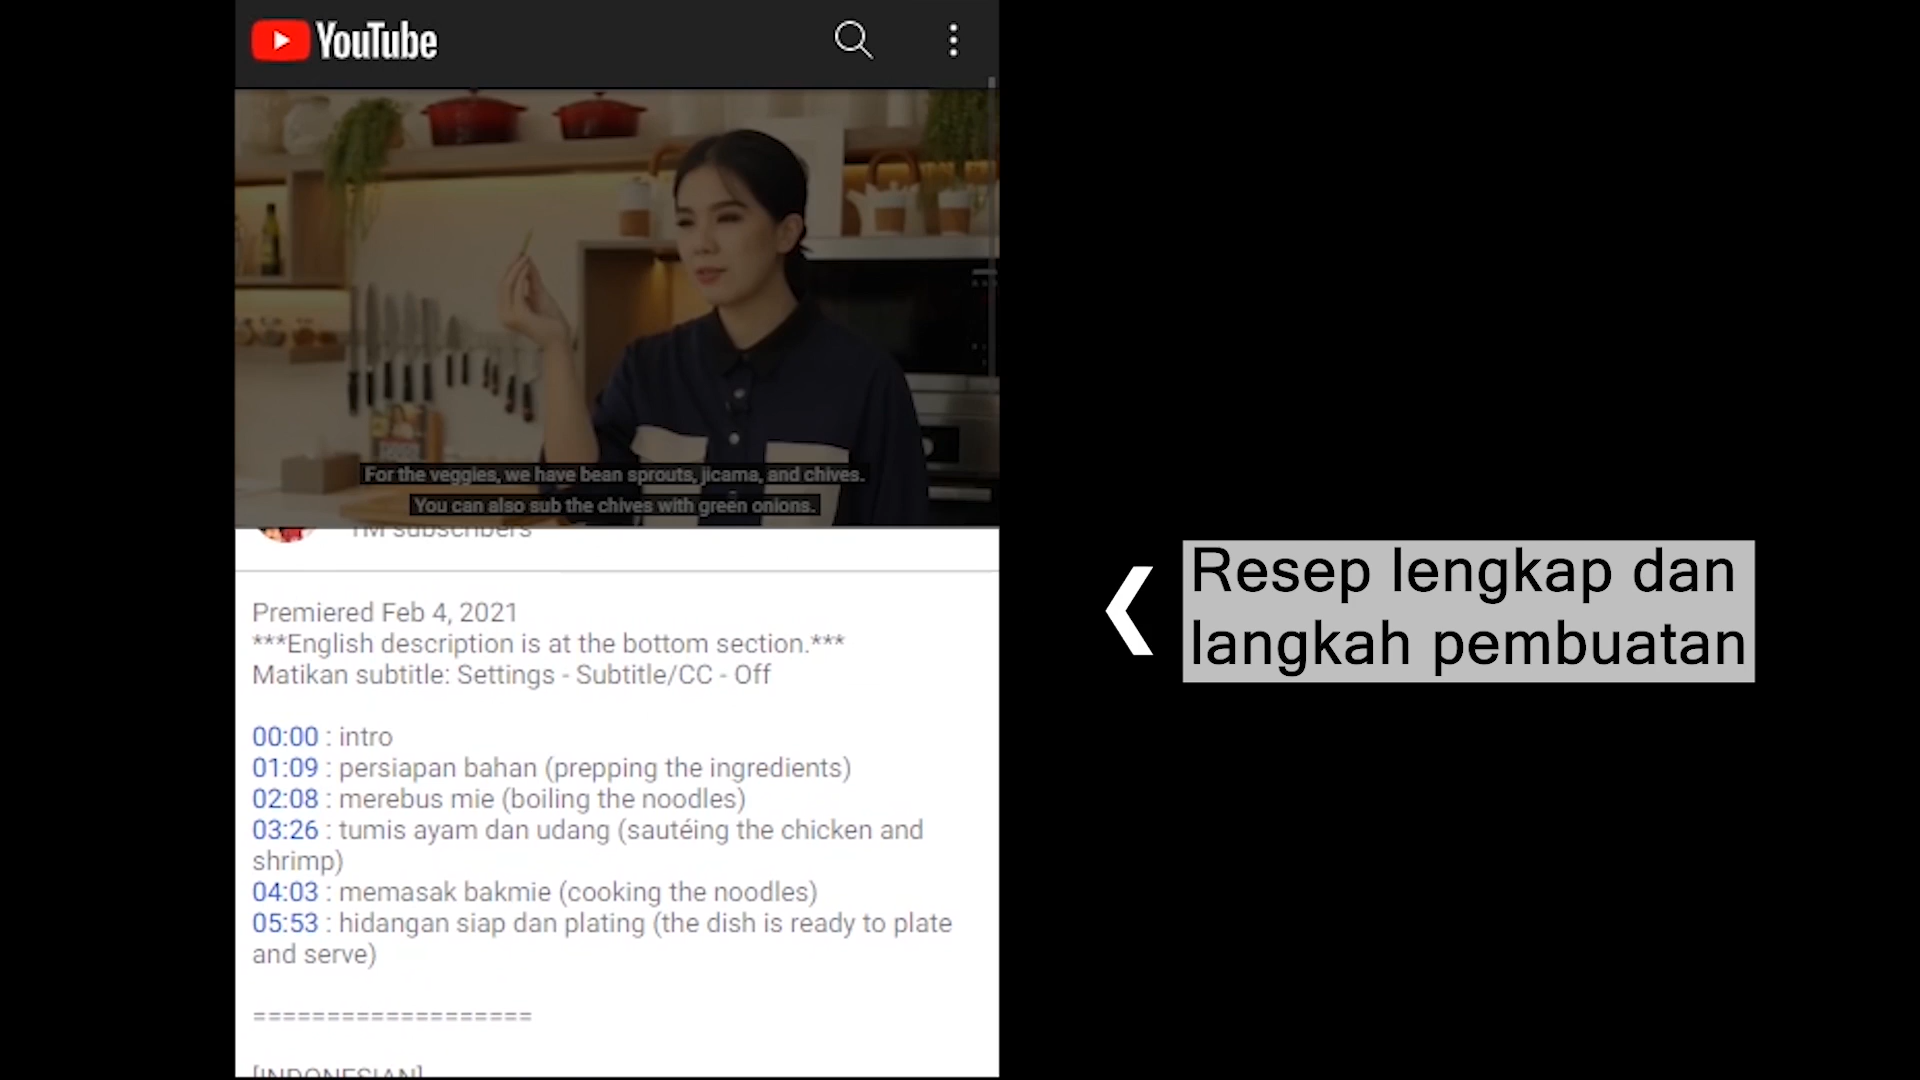 YouTube
For the veggies, we have bean sprouts, jicama, and chives.
You can also sub the chives with green onions.
1M subscribers
Premiered Feb 4, 2021
***English description is at the bottom section.***
Matikan subtitle: Settings - Subtitle/CC - Off
00:00 : intro
01:09 : persiapan bahan (prepping the ingredients)
02:08 : merebus mie (boiling the noodles)
03:26 : tumis ayam dan udang (sautéing the chicken and
shrimp)
04:03 : memasak bakmie (cooking the noodles)
05:53 : hidangan siap dan plating (the dish is ready to plate
and serve)
===================
[INDONESIAN]
Resep lengkap dan
langkah pembuatan